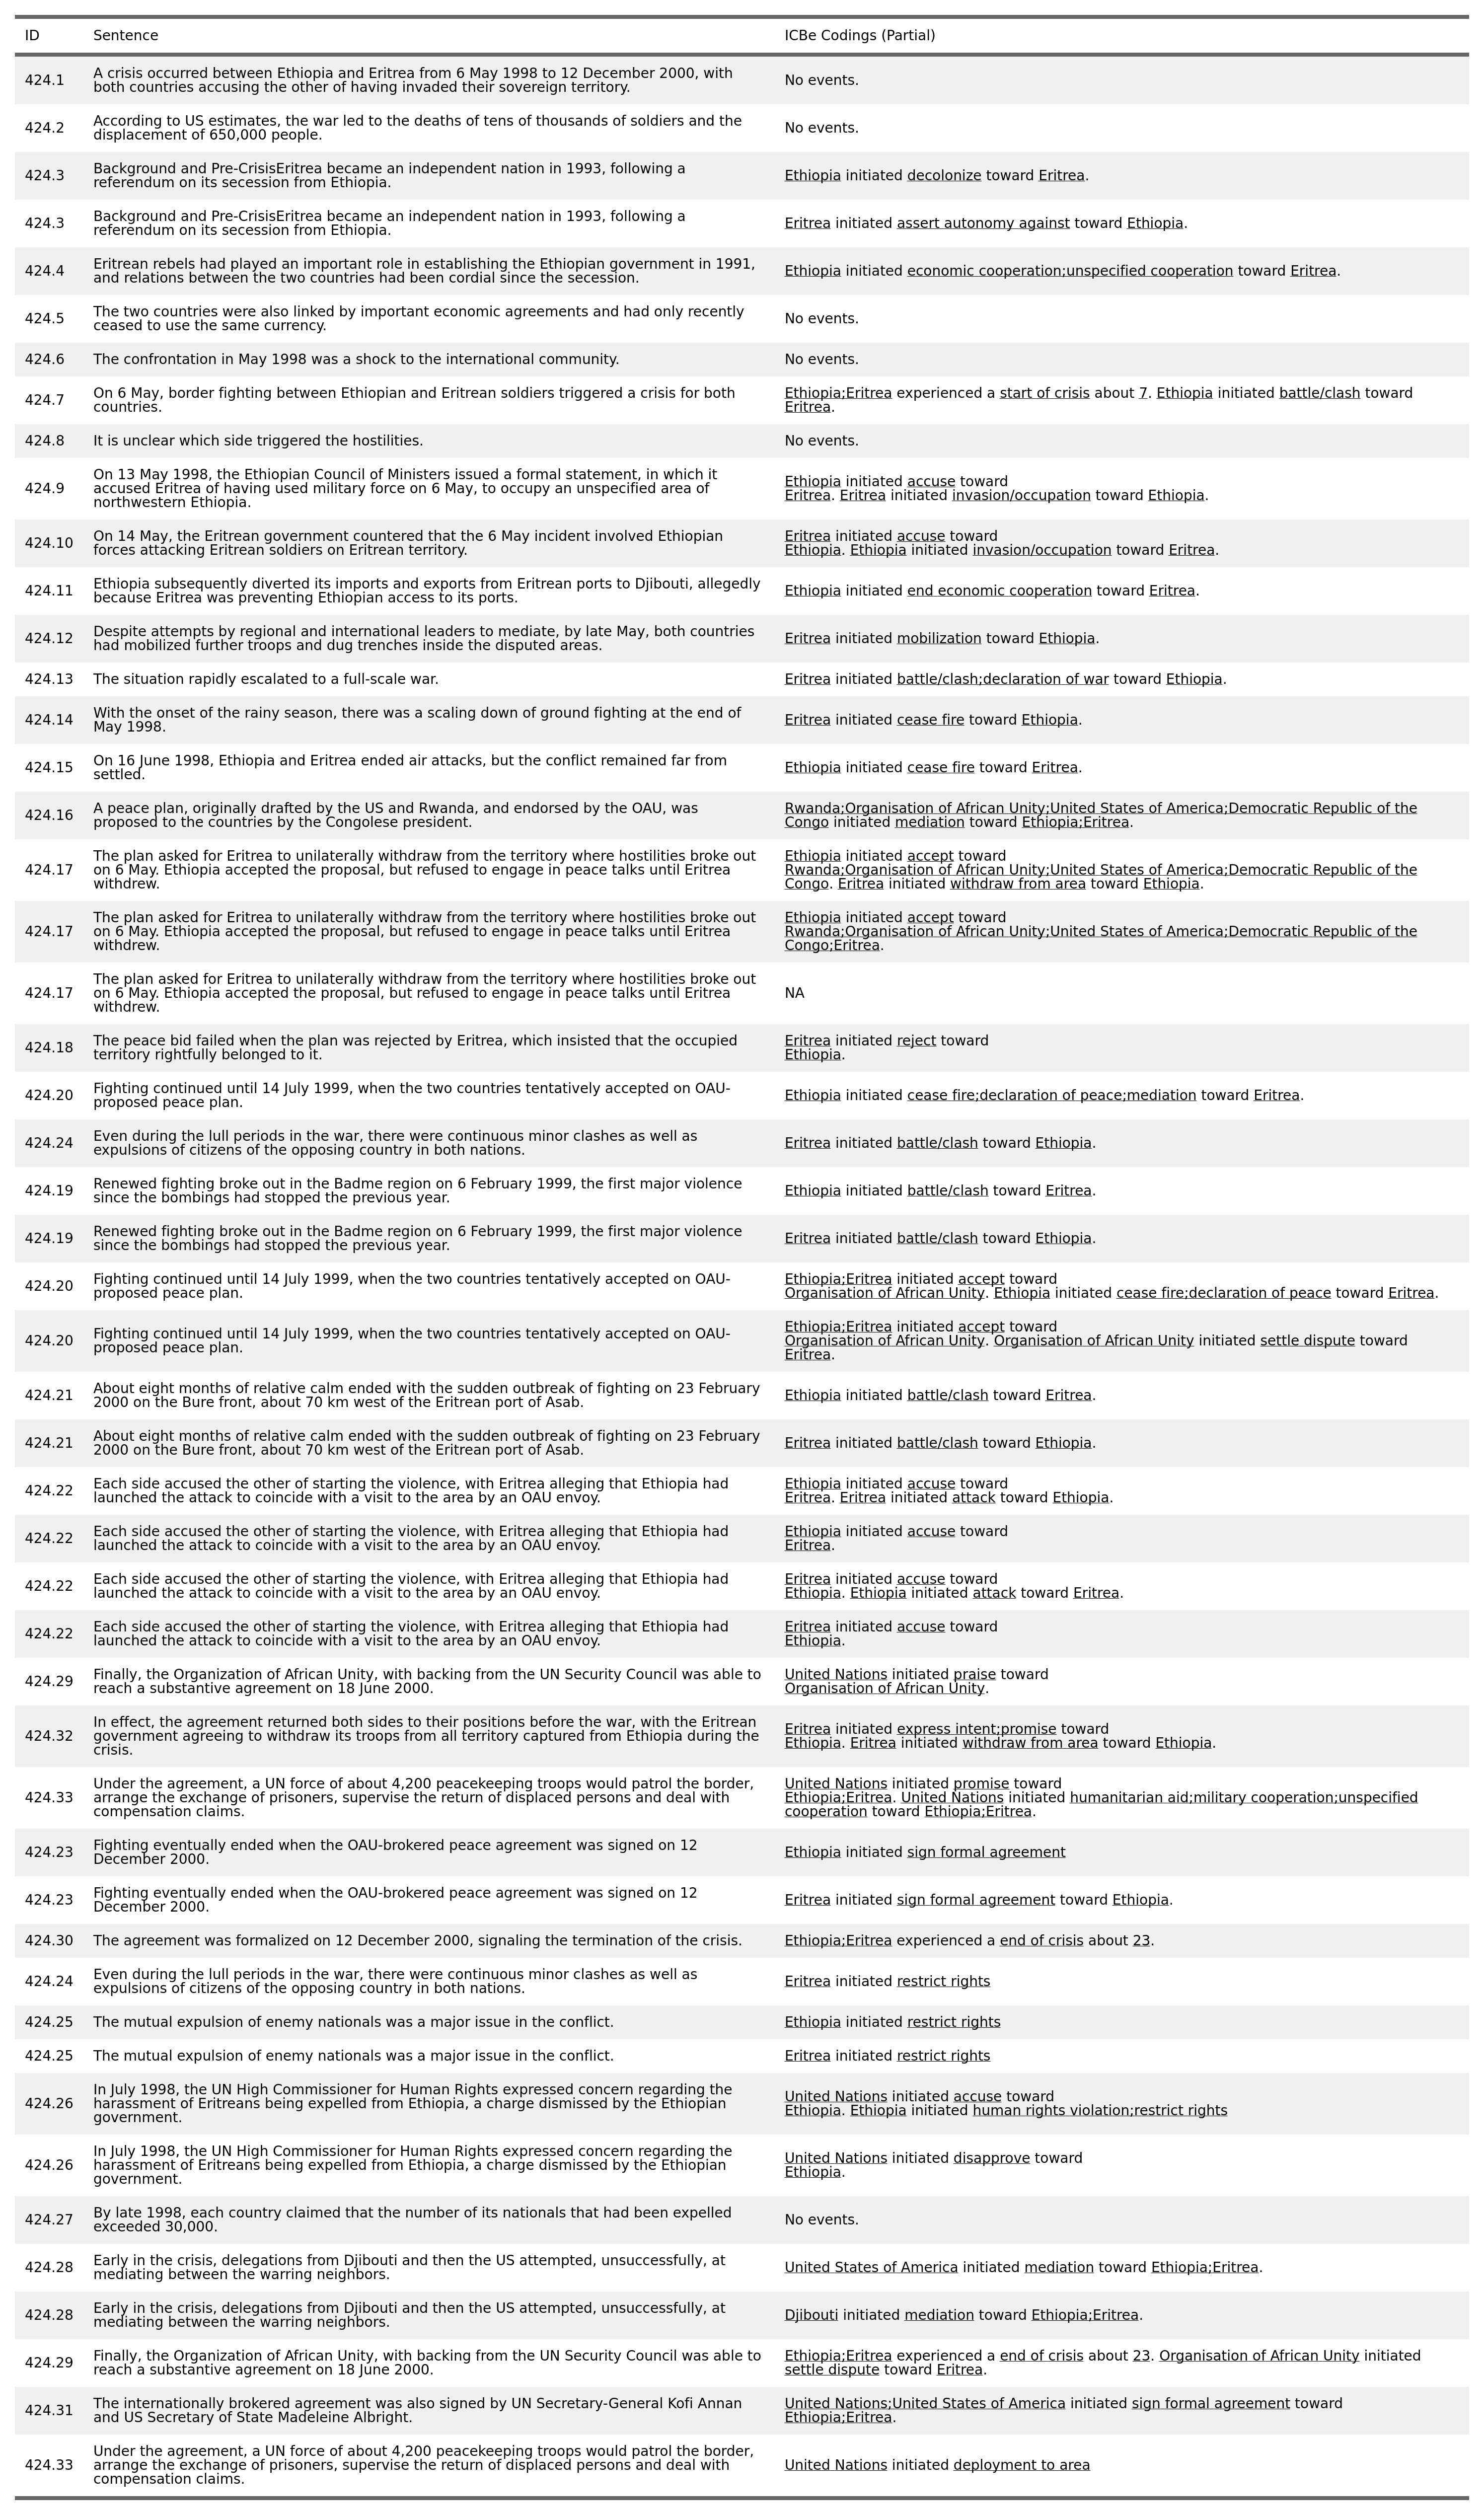 ID Sentence ICBe Codings (Partial)
424.1 A crisis occurred between Ethiopia and Eritrea from 6 May 1998 to 12 December 2000, with
both countries accusing the other of having invaded their sovereign territory. No events.
424.2 According to US estimates, the war led to the deaths of tens of thousands of soldiers and the
displacement of 650,000 people. No events.
424.3 Background and Pre-CrisisEritrea became an independent nation in 1993, following a
referendum on its secession from Ethiopia. Ethiopia initiated decolonize toward Eritrea.
424.3 Background and Pre-CrisisEritrea became an independent nation in 1993, following a
referendum on its secession from Ethiopia. Eritrea initiated assert autonomy against toward Ethiopia.
424.4 Eritrean rebels had played an important role in establishing the Ethiopian government in 1991,
and relations between the two countries had been cordial since the secession. Ethiopia initiated economic cooperation;unspecified cooperation toward Eritrea.
424.5 The two countries were also linked by important economic agreements and had only recently
ceased to use the same currency. No events.
424.6 The confrontation in May 1998 was a shock to the international community. No events.
424.7 On 6 May, border fighting between Ethiopian and Eritrean soldiers triggered a crisis for both
countries. Ethiopia;Eritrea experienced a start of crisis about 7. Ethiopia initiated battle/clash toward
Eritrea.
424.8 It is unclear which side triggered the hostilities. No events.
424.9 On 13 May 1998, the Ethiopian Council of Ministers issued a formal statement, in which it
accused Eritrea of having used military force on 6 May, to occupy an unspecified area of
northwestern Ethiopia. Ethiopia initiated accuse toward
Eritrea. Eritrea initiated invasion/occupation toward Ethiopia.
424.10 On 14 May, the Eritrean government countered that the 6 May incident involved Ethiopian
forces attacking Eritrean soldiers on Eritrean territory. Eritrea initiated accuse toward
Ethiopia. Ethiopia initiated invasion/occupation toward Eritrea.
424.11 Ethiopia subsequently diverted its imports and exports from Eritrean ports to Djibouti, allegedly
because Eritrea was preventing Ethiopian access to its ports. Ethiopia initiated end economic cooperation toward Eritrea.
424.12 Despite attempts by regional and international leaders to mediate, by late May, both countries
had mobilized further troops and dug trenches inside the disputed areas. Eritrea initiated mobilization toward Ethiopia.
424.13 The situation rapidly escalated to a full-scale war. Eritrea initiated battle/clash;declaration of war toward Ethiopia.
424.14 With the onset of the rainy season, there was a scaling down of ground fighting at the end of
May 1998. Eritrea initiated cease fire toward Ethiopia.
424.15 On 16 June 1998, Ethiopia and Eritrea ended air attacks, but the conflict remained far from
settled. Ethiopia initiated cease fire toward Eritrea.
424.16 A peace plan, originally drafted by the US and Rwanda, and endorsed by the OAU, was
proposed to the countries by the Congolese president. Rwanda;Organisation of African Unity;United States of America;Democratic Republic of the
Congo initiated mediation toward Ethiopia;Eritrea.
424.17 The plan asked for Eritrea to unilaterally withdraw from the territory where hostilities broke out
on 6 May. Ethiopia accepted the proposal, but refused to engage in peace talks until Eritrea
withdrew. Ethiopia initiated accept toward
Rwanda;Organisation of African Unity;United States of America;Democratic Republic of the
Congo. Eritrea initiated withdraw from area toward Ethiopia.
424.17 The plan asked for Eritrea to unilaterally withdraw from the territory where hostilities broke out
on 6 May. Ethiopia accepted the proposal, but refused to engage in peace talks until Eritrea
withdrew. Ethiopia initiated accept toward
Rwanda;Organisation of African Unity;United States of America;Democratic Republic of the
Congo;Eritrea.
424.17 The plan asked for Eritrea to unilaterally withdraw from the territory where hostilities broke out
on 6 May. Ethiopia accepted the proposal, but refused to engage in peace talks until Eritrea
withdrew. NA
424.18 The peace bid failed when the plan was rejected by Eritrea, which insisted that the occupied
territory rightfully belonged to it. Eritrea initiated reject toward
Ethiopia.
424.20 Fighting continued until 14 July 1999, when the two countries tentatively accepted on OAU-
proposed peace plan. Ethiopia initiated cease fire;declaration of peace;mediation toward Eritrea.
424.24 Even during the lull periods in the war, there were continuous minor clashes as well as
expulsions of citizens of the opposing country in both nations. Eritrea initiated battle/clash toward Ethiopia.
424.19 Renewed fighting broke out in the Badme region on 6 February 1999, the first major violence
since the bombings had stopped the previous year. Ethiopia initiated battle/clash toward Eritrea.
424.19 Renewed fighting broke out in the Badme region on 6 February 1999, the first major violence
since the bombings had stopped the previous year. Eritrea initiated battle/clash toward Ethiopia.
424.20 Fighting continued until 14 July 1999, when the two countries tentatively accepted on OAU-
proposed peace plan. Ethiopia;Eritrea initiated accept toward
Organisation of African Unity. Ethiopia initiated cease fire;declaration of peace toward Eritrea.
424.20 Fighting continued until 14 July 1999, when the two countries tentatively accepted on OAU-
proposed peace plan. Ethiopia;Eritrea initiated accept toward
Organisation of African Unity. Organisation of African Unity initiated settle dispute toward
Eritrea.
424.21 About eight months of relative calm ended with the sudden outbreak of fighting on 23 February
2000 on the Bure front, about 70 km west of the Eritrean port of Asab. Ethiopia initiated battle/clash toward Eritrea.
424.21 About eight months of relative calm ended with the sudden outbreak of fighting on 23 February
2000 on the Bure front, about 70 km west of the Eritrean port of Asab. Eritrea initiated battle/clash toward Ethiopia.
424.22 Each side accused the other of starting the violence, with Eritrea alleging that Ethiopia had
launched the attack to coincide with a visit to the area by an OAU envoy. Ethiopia initiated accuse toward
Eritrea. Eritrea initiated attack toward Ethiopia.
424.22 Each side accused the other of starting the violence, with Eritrea alleging that Ethiopia had
launched the attack to coincide with a visit to the area by an OAU envoy. Ethiopia initiated accuse toward
Eritrea.
424.22 Each side accused the other of starting the violence, with Eritrea alleging that Ethiopia had
launched the attack to coincide with a visit to the area by an OAU envoy. Eritrea initiated accuse toward
Ethiopia. Ethiopia initiated attack toward Eritrea.
424.22 Each side accused the other of starting the violence, with Eritrea alleging that Ethiopia had
launched the attack to coincide with a visit to the area by an OAU envoy. Eritrea initiated accuse toward
Ethiopia.
424.29 Finally, the Organization of African Unity, with backing from the UN Security Council was able to
reach a substantive agreement on 18 June 2000. United Nations initiated praise toward
Organisation of African Unity.
424.32 In effect, the agreement returned both sides to their positions before the war, with the Eritrean
government agreeing to withdraw its troops from all territory captured from Ethiopia during the
crisis. Eritrea initiated express intent;promise toward
Ethiopia. Eritrea initiated withdraw from area toward Ethiopia.
424.33 Under the agreement, a UN force of about 4,200 peacekeeping troops would patrol the border,
arrange the exchange of prisoners, supervise the return of displaced persons and deal with
compensation claims. United Nations initiated promise toward
Ethiopia;Eritrea. United Nations initiated humanitarian aid;military cooperation;unspecified
cooperation toward Ethiopia;Eritrea.
424.23 Fighting eventually ended when the OAU-brokered peace agreement was signed on 12
December 2000. Ethiopia initiated sign formal agreement
424.23 Fighting eventually ended when the OAU-brokered peace agreement was signed on 12
December 2000. Eritrea initiated sign formal agreement toward Ethiopia.
424.30 The agreement was formalized on 12 December 2000, signaling the termination of the crisis. Ethiopia;Eritrea experienced a end of crisis about 23.
424.24 Even during the lull periods in the war, there were continuous minor clashes as well as
expulsions of citizens of the opposing country in both nations. Eritrea initiated restrict rights
424.25 The mutual expulsion of enemy nationals was a major issue in the conflict. Ethiopia initiated restrict rights
424.25 The mutual expulsion of enemy nationals was a major issue in the conflict. Eritrea initiated restrict rights
424.26 In July 1998, the UN High Commissioner for Human Rights expressed concern regarding the
harassment of Eritreans being expelled from Ethiopia, a charge dismissed by the Ethiopian
government. United Nations initiated accuse toward
Ethiopia. Ethiopia initiated human rights violation;restrict rights
424.26 In July 1998, the UN High Commissioner for Human Rights expressed concern regarding the
harassment of Eritreans being expelled from Ethiopia, a charge dismissed by the Ethiopian
government. United Nations initiated disapprove toward
Ethiopia.
424.27 By late 1998, each country claimed that the number of its nationals that had been expelled
exceeded 30,000. No events.
424.28 Early in the crisis, delegations from Djibouti and then the US attempted, unsuccessfully, at
mediating between the warring neighbors. United States of America initiated mediation toward Ethiopia;Eritrea.
424.28 Early in the crisis, delegations from Djibouti and then the US attempted, unsuccessfully, at
mediating between the warring neighbors. Djibouti initiated mediation toward Ethiopia;Eritrea.
424.29 Finally, the Organization of African Unity, with backing from the UN Security Council was able to
reach a substantive agreement on 18 June 2000. Ethiopia;Eritrea experienced a end of crisis about 23. Organisation of African Unity initiated
settle dispute toward Eritrea.
424.31 The internationally brokered agreement was also signed by UN Secretary-General Kofi Annan
and US Secretary of State Madeleine Albright. United Nations;United States of America initiated sign formal agreement toward
Ethiopia;Eritrea.
424.33 Under the agreement, a UN force of about 4,200 peacekeeping troops would patrol the border,
arrange the exchange of prisoners, supervise the return of displaced persons and deal with
compensation claims. United Nations initiated deployment to area